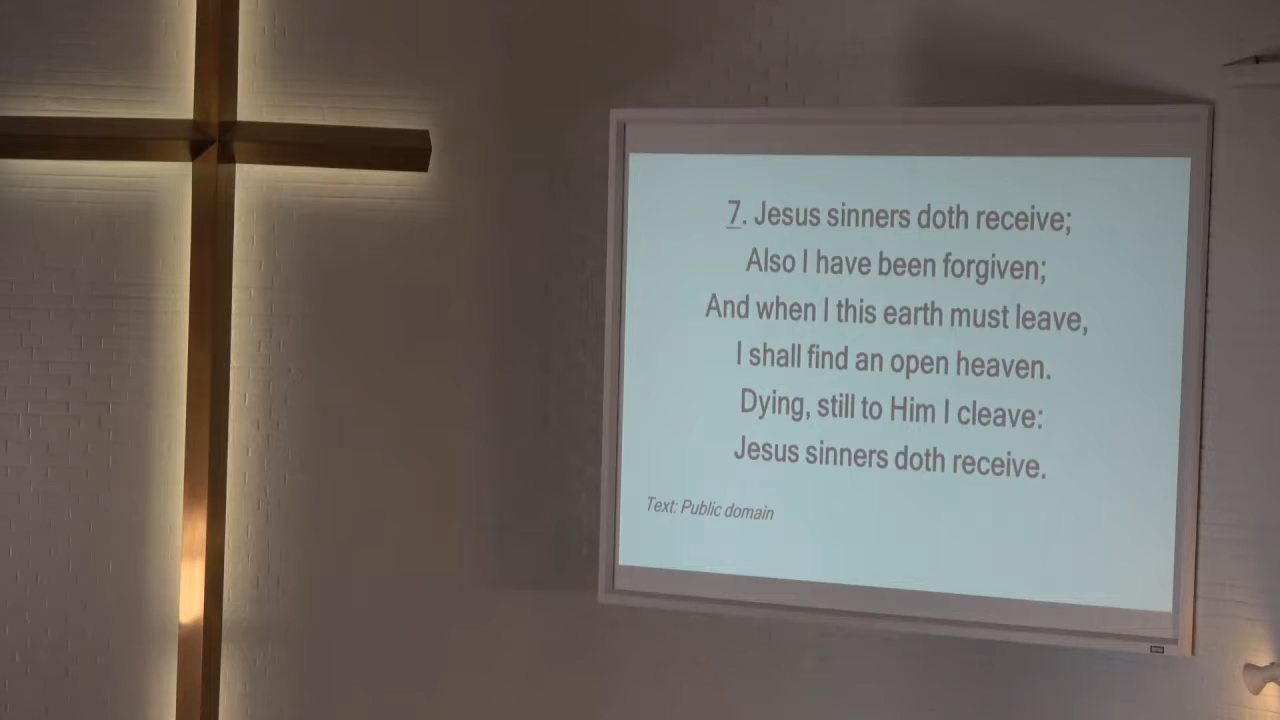 7. Jesus sinners doth receive;
Also I have been forgiven;
And when I this earth must leave,
I shall find an open heaven.
Dying, still to Him I cleave:
Jesus sinners doth receive.
Text: Public domain